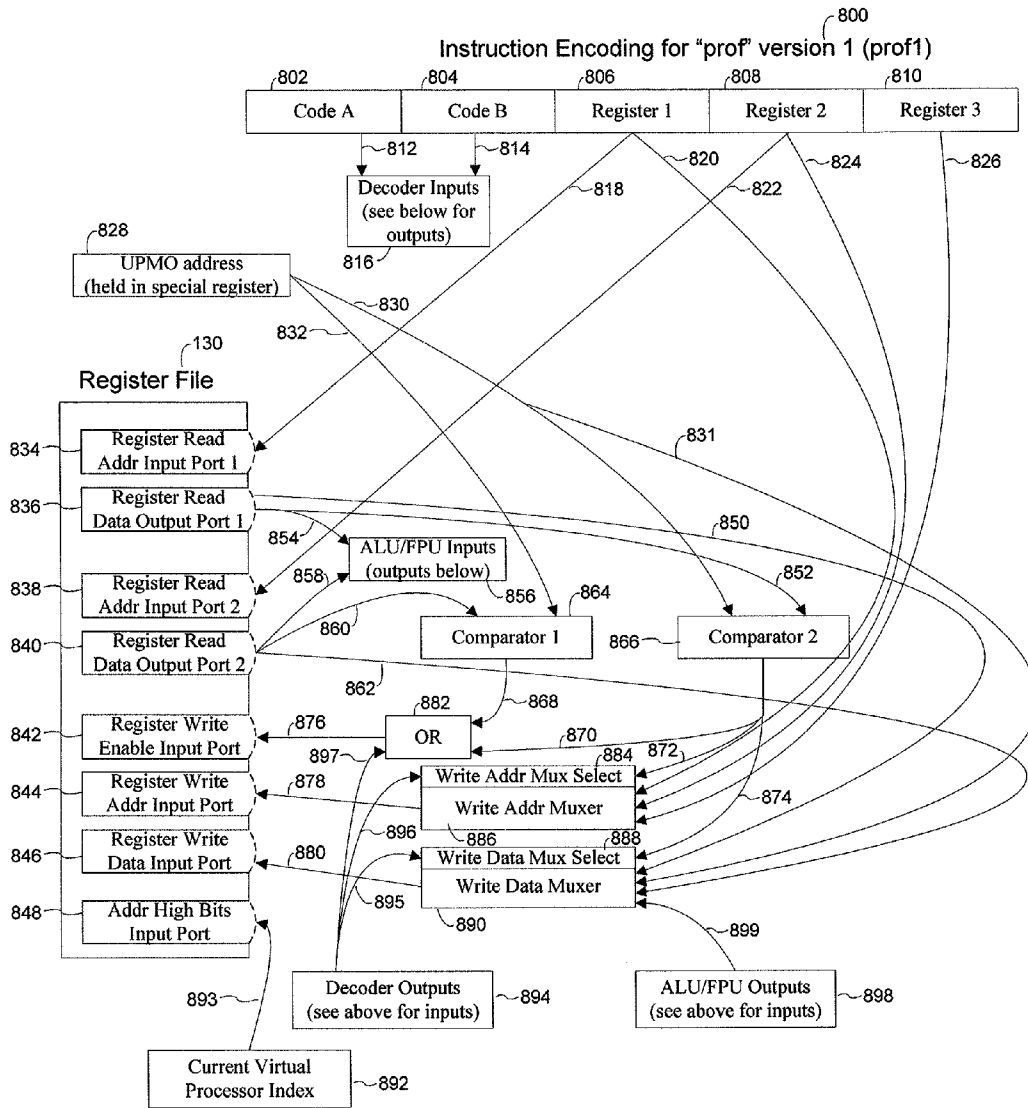 800
Instruction Encoding for "prof" version 1 (prof1)
802 804 806 808 810
Code A Code B Register 1 Register 2 Register 3
812 814 820 824
818 822 826
Decoder Inputs
(see below for
outputs)
816
828
UPMO address
(held in special register)
830
832
130
Register File
834
Register Read
Addr Input Port 1
831
836
Register Read
Data Output Port 1
850
854
ALU/FPU Inputs
(outputs below)
856
858
852
838
Register Read
Addr Input Port 2
864
860
Comparator 1
866
Comparator 2
840
Register Read
Data Output Port 2
862
868
882
OR
842
Register Write
Enable Input Port
876
870
897
884
872
Write Addr Mux Select
844
Register Write
Addr Input Port
878
Write Addr Muxer
874
886
896
888
846
Register Write
Data Input Port
880
Write Data Mux Select
Write Data Muxer
895
890
848
Addr High Bits
Input Port
899
893
Decoder Outputs
(see above for inputs)
894
ALU/FPU Outputs
(see above for inputs)
898
Current Virtual
Processor Index
892